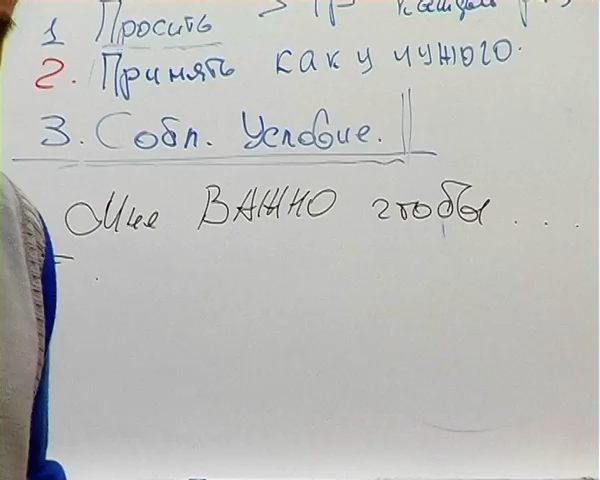 1 Просить
2. Принять как у чужого.
3. Собл. Условие.
Мне ВАЖНО чтобы ...